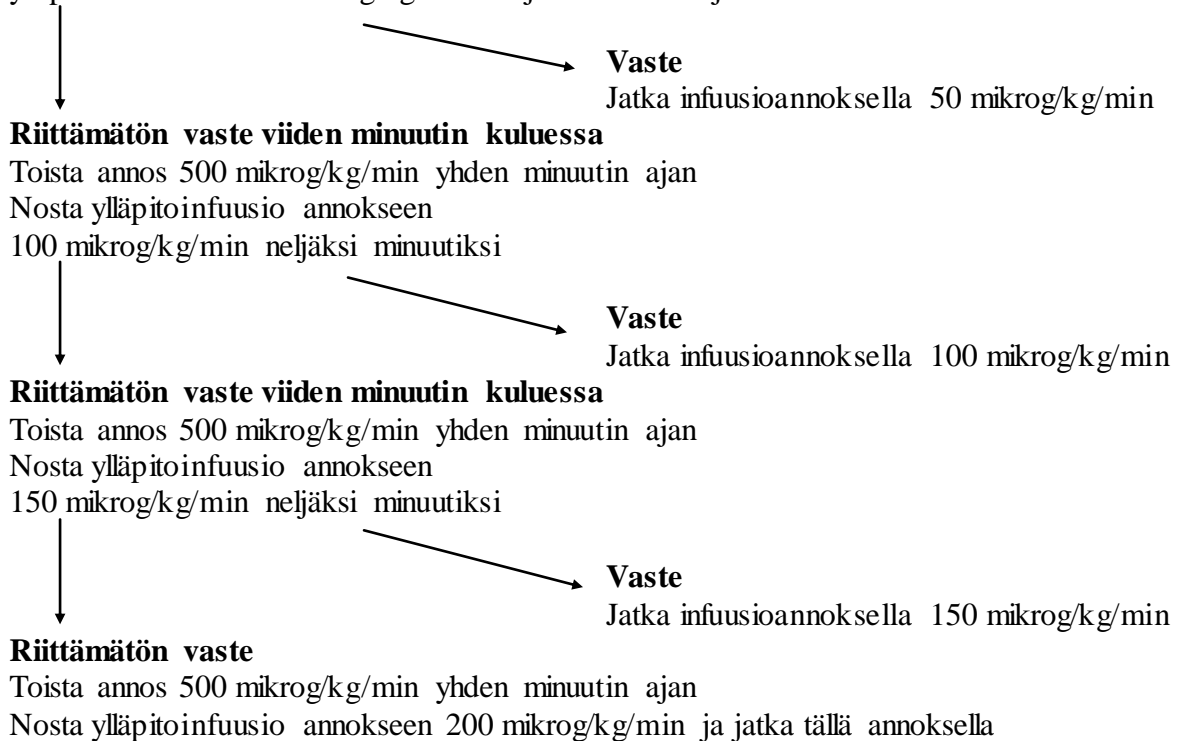 Vaste
Jatka infuusioannoksella 50 mikrog/kg/min
Riittämätön vaste viiden minuutin kuluessa
Toista annos 500 mikrog/kg/min yhden minuutin ajan
Nosta ylläpitoinfuusio annokseen
100 mikrog/kg/min neljäksi minuutiksi
Vaste
Jatka infuusioannoksella 100 mikrog/kg/min
Riittämätön vaste viiden minuutin kuluessa
Toista annos 500 mikrog/kg/min yhden minuutin ajan
Nosta ylläpitoinfuusio annokseen
150 mikrog/kg/min neljäksi minuutiksi
Vaste
Jatka infuusioannoksella 150 mikrog/kg/min
Riittämätön vaste
Toista annos 500 mikrog/kg/min yhden minuutin ajan
Nosta ylläpitoinfuusio annokseen 200 mikrog/kg/min ja jatka tällä annoksella